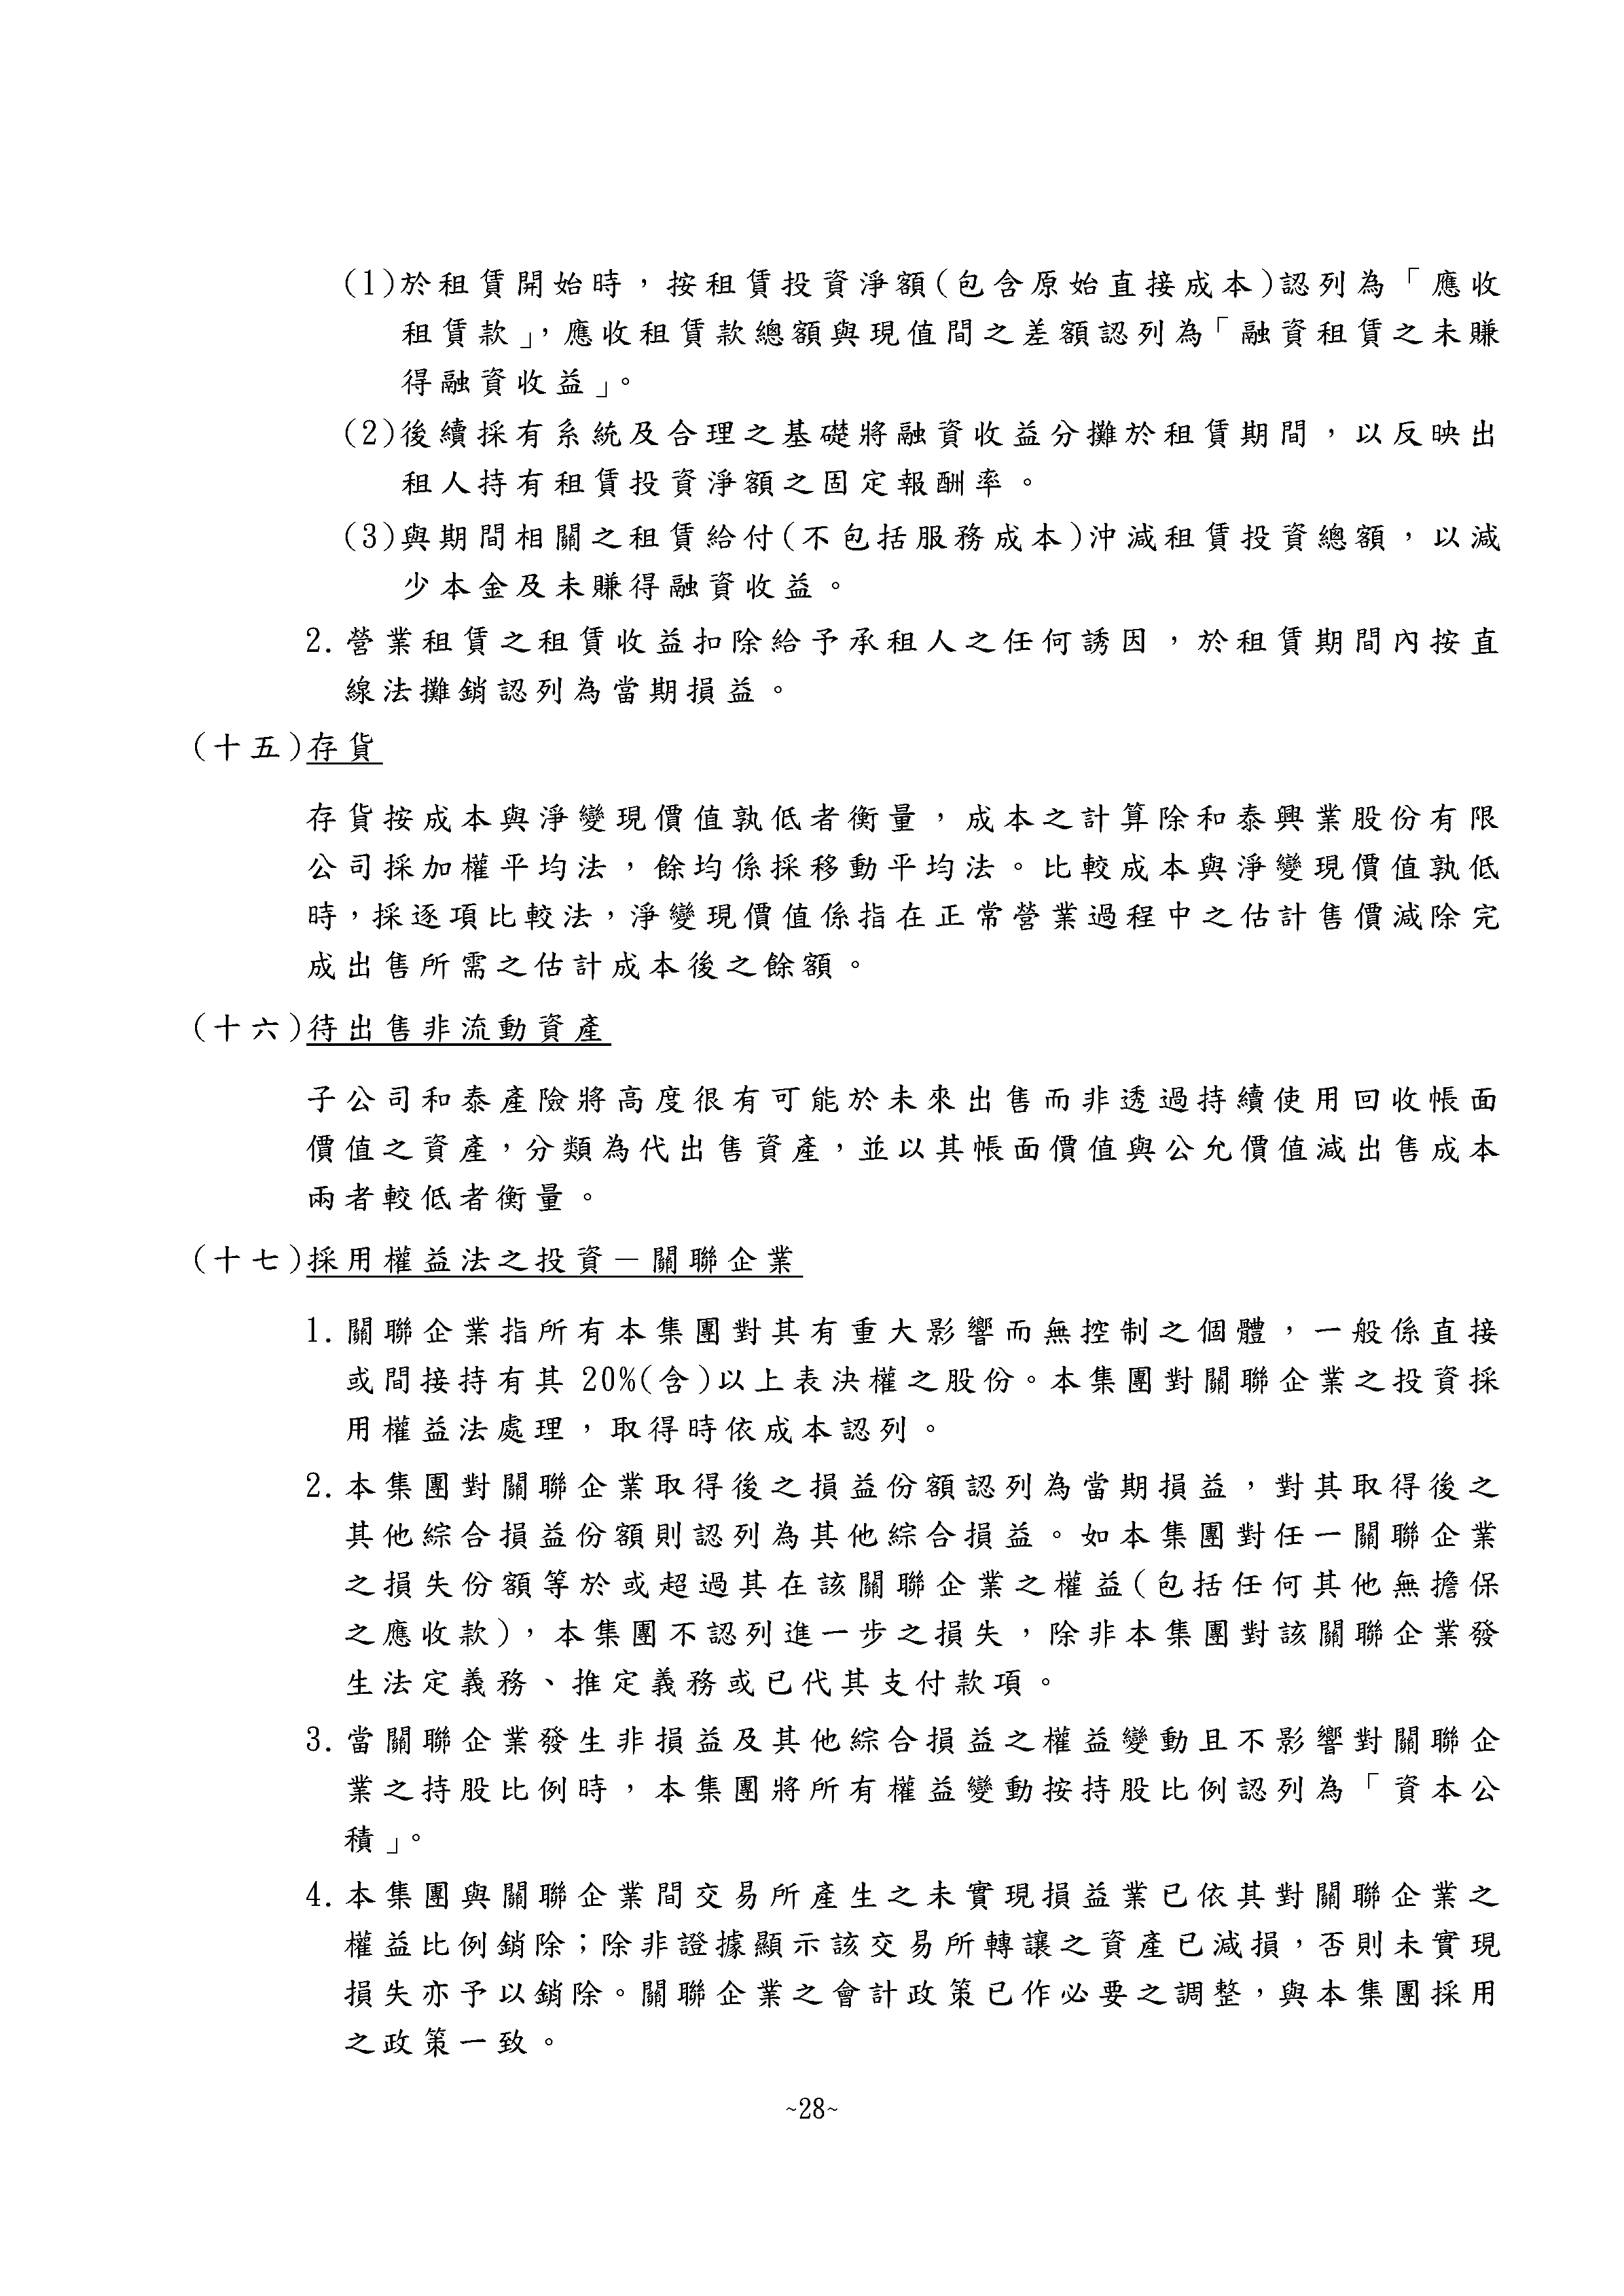 (1)於租賃開始時，按租賃投資淨額(包含原始直接成本)認列為「應收
租賃款」，應收租賃款總額與現值間之差額認列為「融資租賃之未賺
得融資收益」。
(2)後續採有系統及合理之基礎將融資收益分攤於租賃期間，以反映出
租人持有租賃投資淨額之固定報酬率。
(3)與期間相關之租賃給付(不包括服務成本)沖減租賃投資總額，以減
少本金及未賺得融資收益。
2.營業租賃之租賃收益扣除給予承租人之任何誘因，於租賃期間內按直
線法攤銷認列為當期損益。
(十五)存貨
存貨按成本與淨變現價值孰低者衡量，成本之計算除和泰興業股份有限
公司採加權平均法，餘均係採移動平均法。比較成本與淨變現價值孰低
時，採逐項比較法，淨變現價值係指在正常營業過程中之估計售價減除完
成出售所需之估計成本後之餘額。
(十六)待出售非流動資產
子公司和泰產險將高度很有可能於未來出售而非透過持續使用回收帳面
價值之資產，分類為代出售資產，並以其帳面價值與公允價值減出售成本
兩者較低者衡量。
(十七)採用權益法之投資－關聯企業
1.關聯企業指所有本集團對其有重大影響而無控制之個體，一般係直接
或間接持有其 20%(含)以上表決權之股份。本集團對關聯企業之投資採
用權益法處理，取得時依成本認列。
2.本集團對關聯企業取得後之損益份額認列為當期損益，對其取得後之
其他綜合損益份額則認列為其他綜合損益。如本集團對任一關聯企業
之損失份額等於或超過其在該關聯企業之權益(包括任何其他無擔保
之應收款)，本集團不認列進一步之損失，除非本集團對該關聯企業發
生法定義務、推定義務或已代其支付款項。
3.當關聯企業發生非損益及其他綜合損益之權益變動且不影響對關聯企
業之持股比例時，本集團將所有權益變動按持股比例認列為「資本公
積」。
4.本集團與關聯企業間交易所產生之未實現損益業已依其對關聯企業之
權益比例銷除；除非證據顯示該交易所轉讓之資產已減損，否則未實現
損失亦予以銷除。關聯企業之會計政策已作必要之調整，與本集團採用
之政策一致。
~28~